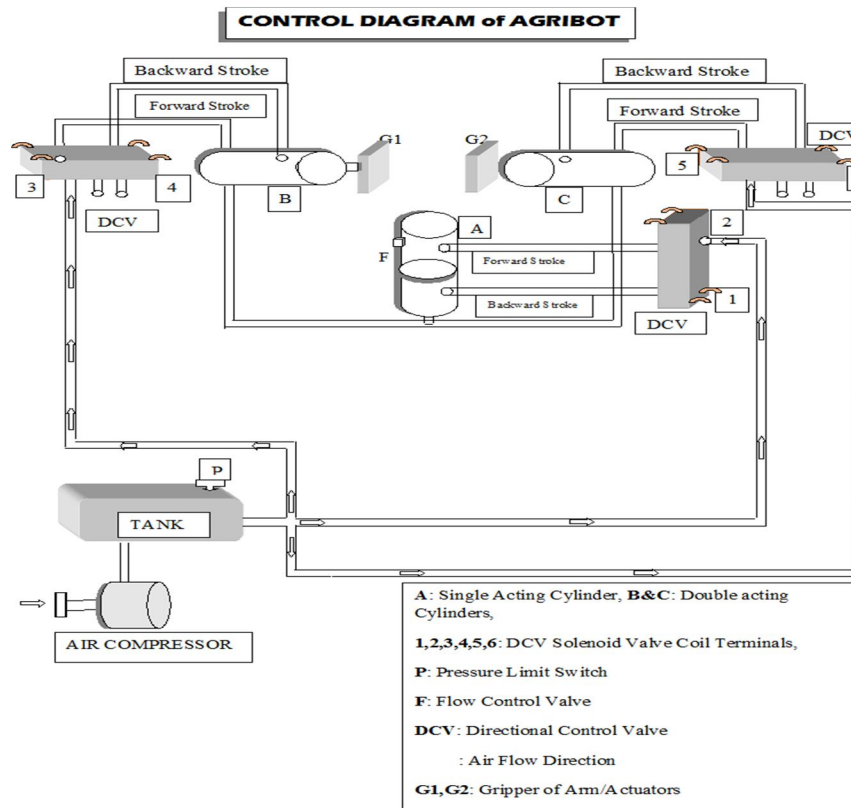 CONTROL DIAGRAM of AGRIBOT
Backward Stroke
Backward Stroke
Forward Stroke
Forward Stroke
G1
G2
DCV
3
4
B
C
5
DCV
A
2
F
Forward Stroke
Backward Stroke
1
DCV
P
TANK
AIR COMPRESSOR
A: Single Acting Cylinder, B&C: Double acting
Cylinders,
1,2,3,4,5,6: DCV Solenoid Valve Coil Terminals,
P: Pressure Limit Switch
F: Flow Control Valve
DCV: Directional Control Valve
: Air Flow Direction
G1,G2: Gripper of Arm/Actuators